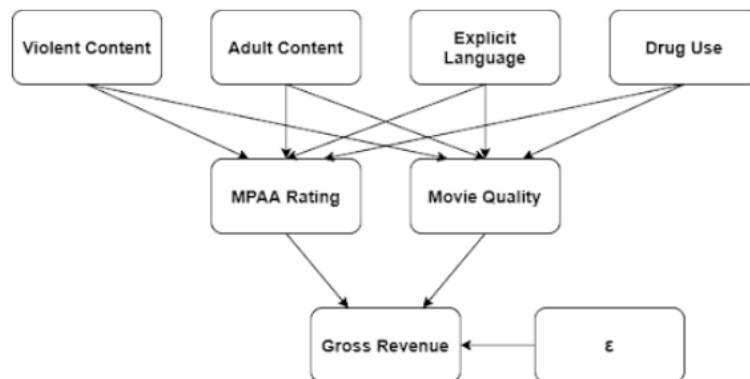 Violent Content
Adult Content
Explicit
Language
Drug Use
MPAA Rating
Movie Quality
Gross Revenue
ε